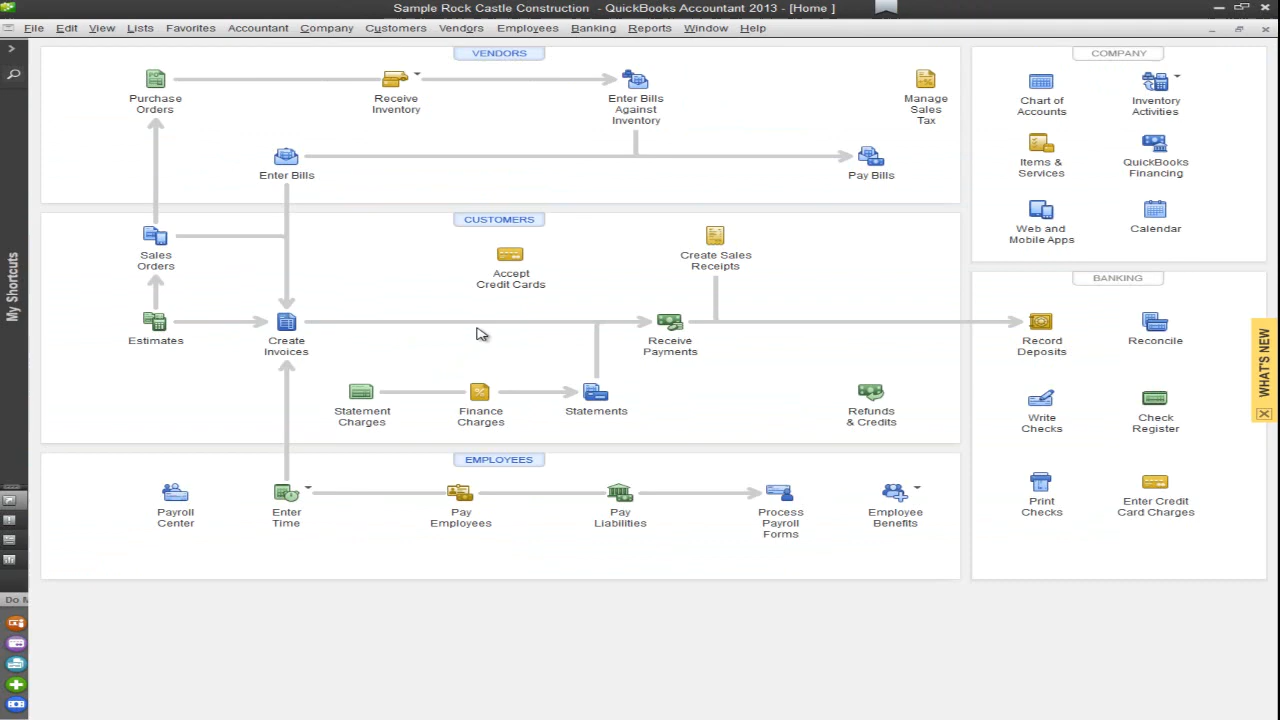 Sample Rock Castle Construction - QuickBooks Accountant 2013 - [Home ]
File Edit View Lists Favorites Accountant Company Customers Vendors Employees Banking Reports Window Help
VENDORS
Purchase
Orders
Receive
Inventory
Enter Bills
Against
Inventory
Manage
Sales
Tax
Enter Bills
Pay Bills
CUSTOMERS
Sales
Orders
Accept
Credit Cards
Create Sales
Receipts
Estimates
Create
Invoices
Receive
Payments
Statement
Charges
Finance
Charges
Statements
Refunds
& Credits
EMPLOYEES
Payroll
Center
Enter
Time
Pay
Employees
Pay
Liabilities
Process
Payroll
Forms
Employee
Benefits
COMPANY
Chart of
Accounts
Inventory
Activities
Items &
Services
QuickBooks
Financing
Web and
Mobile Apps
Calendar
BANKING
Record
Deposits
Reconcile
Write
Checks
Check
Register
Print
Checks
Enter Credit
Card Charges
My Shortcuts
Do
WHAT'S NEW